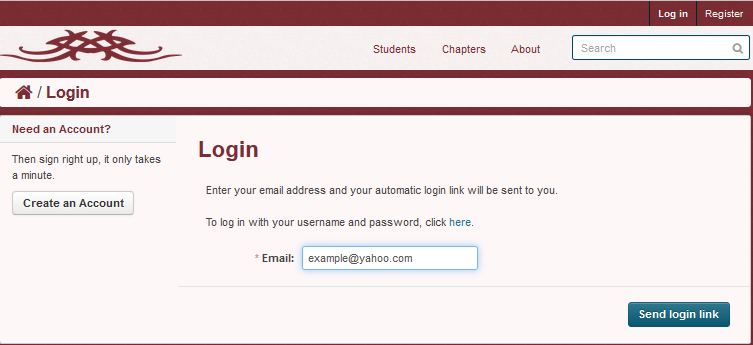 Log in Register
Students Chapters About Search
/ Login
Need an Account?
Then sign right up, it only takes
a minute.
Create an Account
Login
Enter your email address and your automatic login link will be sent to you.
To log in with your username and password, click here.
* Email: example@yahoo.com
Send login link